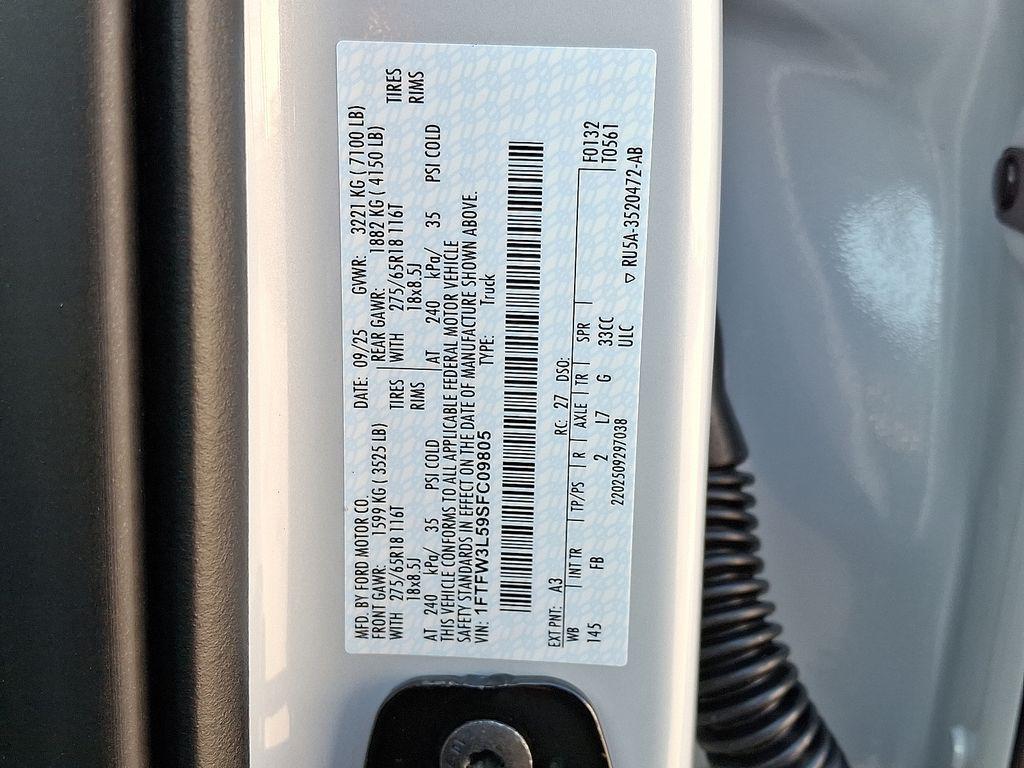 MFD. BY FORD MOTOR CO. DATE: 09/25 GVWR: 3221 KG ( 7100 LB)
FRONT GAWR: 1599 KG ( 3525 LB) REAR GAWR: 1882 KG ( 4150 LB)
WITH 275/65R18 116T TIRES WITH 275/65R18 116T TIRES
18x8.5J RIMS 18x8.5J RIMS
AT 240 kPa/ 35 PSI COLD AT 240 kPa/ 35 PSI COLD
THIS VEHICLE CONFORMS TO ALL APPLICABLE FEDERAL MOTOR VEHICLE
SAFETY STANDARDS IN EFFECT ON THE DATE OF MANUFACTURE SHOWN ABOVE.
VIN: 1FTFW3L59SFC09805 TYPE: Truck
EXT PNT: A3 RC: 27 DSO:
WB INT TR TP/PS R AXLE TR SPR F0132
145 FB 2 L7 G 33CC T0561
2202509297038 ULC
▽ RU5A-3520472-AB